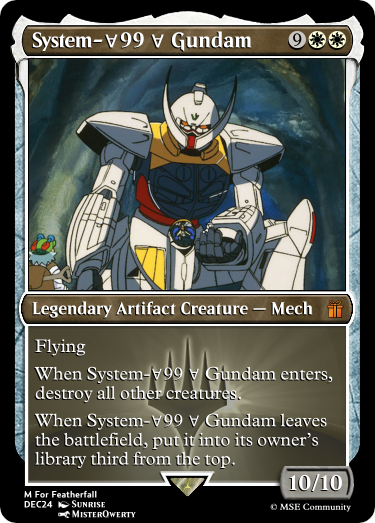 System-∀99 ∀ Gundam 9
Legendary Artifact Creature — Mech
Flying
When System-∀99 ∀ Gundam enters,
destroy all other creatures.
When System-∀99 ∀ Gundam leaves
the battlefield, put it into its owner's
library third from the top.
10/10
M For Featherfall
DEC24 Sunrise
MisterQwerty
© MSE Community